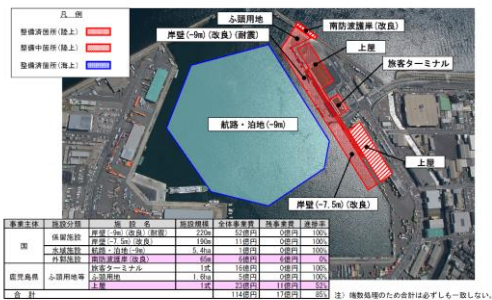 凡 例
整備済箇所(陸上)
整備中箇所(陸上)
整備済箇所(海上)
ふ頭用地
南防波護岸(改良)
岸壁(-9m)(改良)(耐震)
上屋
旅客ターミナル
航路・泊地(-9m)
上屋
岸壁(-7.5m)(改良)
事業主体 施設分類 施 設 名 施設規模 全体事業費 残事業費 進捗率
国 係留施設 岸壁(-9m)(改良)(耐震) 220m 52億円 0億円 100%
岸壁(-7.5m)(改良) 190m 11億円 0億円 100%
水域施設 航路・泊地(-9m) 5.4ha 1億円 0億円 100%
外郭施設 南防波護岸(改良) 65m 6億円 6億円 0%
鹿児島県 ふ頭用地等 旅客ターミナル 1式 16億円 0億円 100%
ふ頭用地 1.6ha 5億円 0億円 100%
上屋 1式 23億円 11億円 52%
合 計 114億円 17億円 85%
注）端数処理のため合計は必ずしも一致しない。